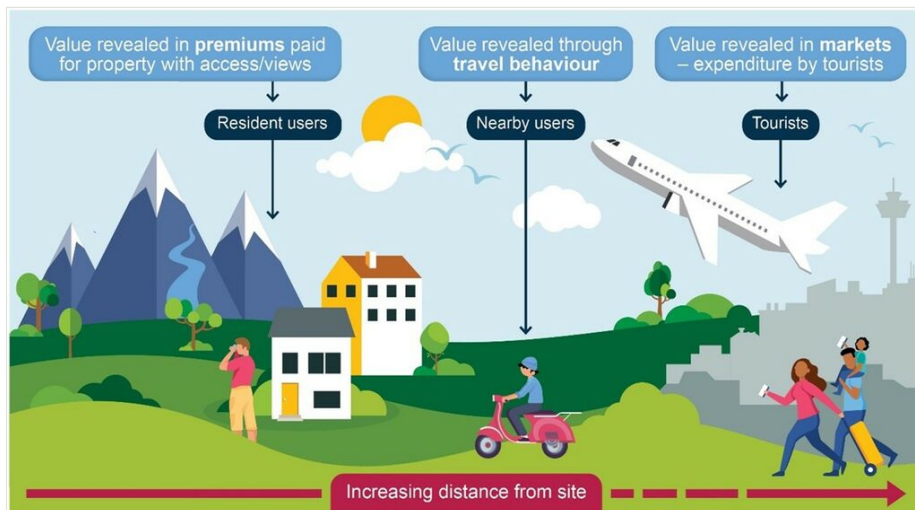 Value revealed in premiums paid
for property with access/views
Value revealed through
travel behaviour
Value revealed in markets
– expenditure by tourists
Resident users
Nearby users
Tourists
Increasing distance from site